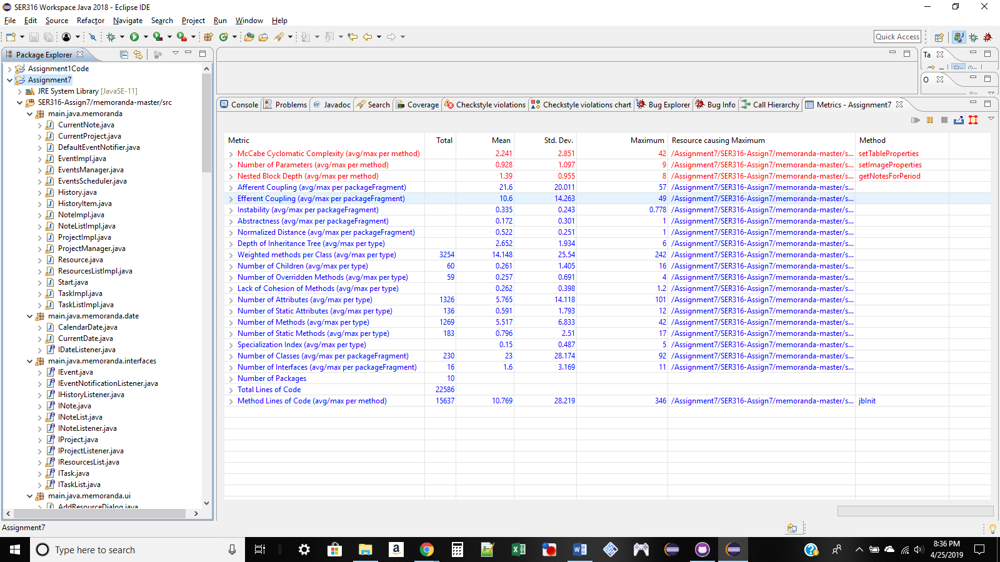 SER316 Workspace Java 2018 - Eclipse IDE
File Edit Source Refactor Navigate Search Project Run Window Help
Quick Access
Package Explorer
Assignment1Code
Assignment7
JRE System Library [JavaSE-11]
SER316-Assign7/memoranda-master/src
main.java.memoranda
CurrentNote.java
CurrentProject.java
DefaultEventNotifier.java
EventImpl.java
EventsManager.java
EventsScheduler.java
History.java
HistoryItem.java
NoteImpl.java
NoteListImpl.java
ProjectImpl.java
ProjectManager.java
Resource.java
ResourcesListImpl.java
Start.java
TaskImpl.java
TaskListImpl.java
main.java.memoranda.date
CalendarDate.java
CurrentDate.java
IDateListener.java
main.java.memoranda.interfaces
IEvent.java
IEventNotificationListener.java
IHistoryListener.java
INote.java
INoteList.java
INoteListener.java
IProject.java
IProjectListener.java
IResourcesList.java
ITask.java
ITaskList.java
main.java.memoranda.ui
AddResourceDialog.java
Ta
O
Console Problems Javadoc Search Coverage Checkstyle violations Checkstyle violations chart Bug Explorer Bug Info Call Hierarchy Metrics - Assignment7
Metric Total Mean Std. Dev. Maximum Resource causing Maximum Method
McCabe Cyclomatic Complexity (avg/max per method) 2.241 2.851 42 /Assignment7/SER316-Assign7/memoranda-master/s... setTableProperties
Number of Parameters (avg/max per method) 0.928 1.097 9 /Assignment7/SER316-Assign7/memoranda-master/s... setImageProperties
Nested Block Depth (avg/max per method) 1.39 0.955 8 /Assignment7/SER316-Assign7/memoranda-master/s... getNotesForPeriod
Afferent Coupling (avg/max per packageFragment) 21.6 20.011 57 /Assignment7/SER316-Assign7/memoranda-master/s...
Efferent Coupling (avg/max per packageFragment) 10.6 14.263 49 /Assignment7/SER316-Assign7/memoranda-master/s...
Instability (avg/max per packageFragment) 0.335 0.243 0.778 /Assignment7/SER316-Assign7/memoranda-master/s...
Abstractness (avg/max per packageFragment) 0.172 0.301 1 /Assignment7/SER316-Assign7/memoranda-master/s...
Normalized Distance (avg/max per packageFragment) 0.522 0.251 1 /Assignment7/SER316-Assign7/memoranda-master/s...
Depth of Inheritance Tree (avg/max per type) 2.652 1.934 6 /Assignment7/SER316-Assign7/memoranda-master/s...
Weighted methods per Class (avg/max per type) 3254 14.148 25.54 242 /Assignment7/SER316-Assign7/memoranda-master/s...
Number of Children (avg/max per type) 60 0.261 1.405 16 /Assignment7/SER316-Assign7/memoranda-master/s...
Number of Overridden Methods (avg/max per type) 59 0.257 0.691 4 /Assignment7/SER316-Assign7/memoranda-master/s...
Lack of Cohesion of Methods (avg/max per type) 0.262 0.398 1.2 /Assignment7/SER316-Assign7/memoranda-master/s...
Number of Attributes (avg/max per type) 1326 5.765 14.118 101 /Assignment7/SER316-Assign7/memoranda-master/s...
Number of Static Attributes (avg/max per type) 136 0.591 1.793 12 /Assignment7/SER316-Assign7/memoranda-master/s...
Number of Methods (avg/max per type) 1269 5.517 6.833 42 /Assignment7/SER316-Assign7/memoranda-master/s...
Number of Static Methods (avg/max per type) 183 0.796 2.51 17 /Assignment7/SER316-Assign7/memoranda-master/s...
Specialization Index (avg/max per type) 0.15 0.487 5 /Assignment7/SER316-Assign7/memoranda-master/s...
Number of Classes (avg/max per packageFragment) 230 23 28.174 92 /Assignment7/SER316-Assign7/memoranda-master/s...
Number of Interfaces (avg/max per packageFragment) 16 1.6 3.169 11 /Assignment7/SER316-Assign7/memoranda-master/s...
Number of Packages 10
Total Lines of Code 22586
Method Lines of Code (avg/max per method) 15637 10.769 28.219 346 /Assignment7/SER316-Assign7/memoranda-master/s... jbInit
Assignment7
Type here to search
8:36 PM
4/25/2019